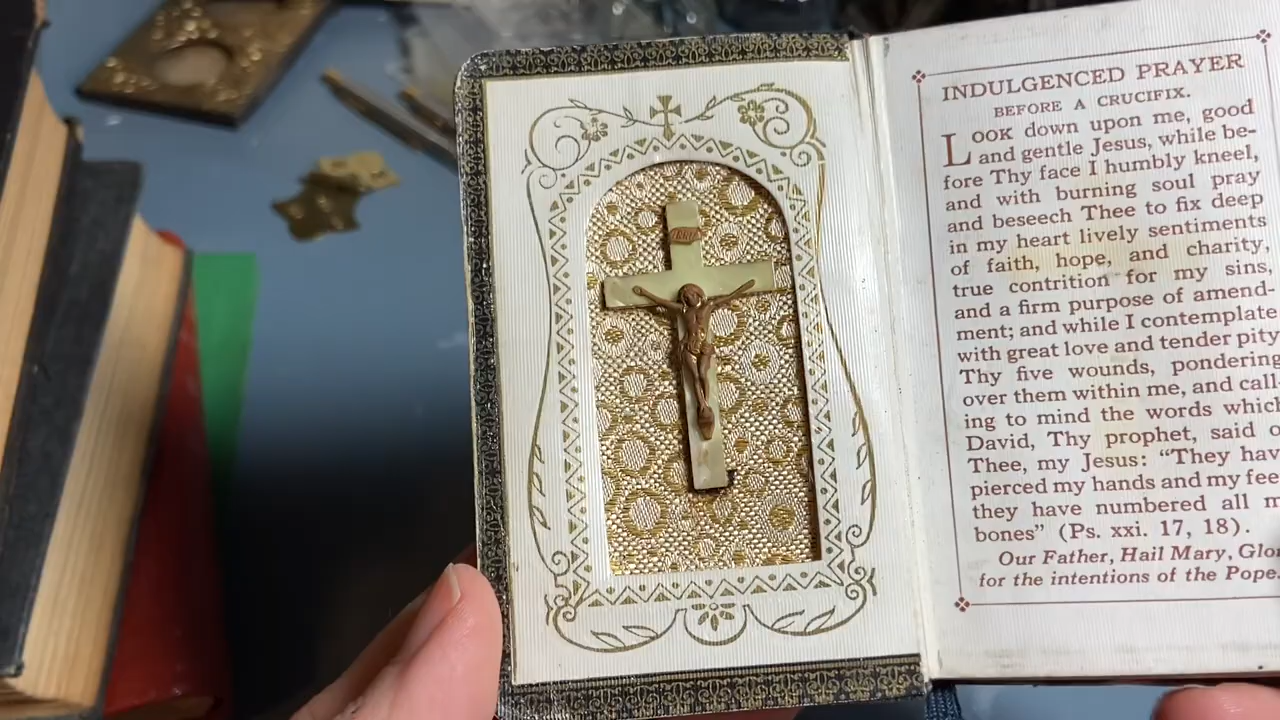 INRI
INDULGENCED PRAYER
BEFORE A CRUCIFIX.
Look down upon me, good
and gentle Jesus, while be-
fore Thy face I humbly kneel,
and with burning soul pray
and beseech Thee to fix deep
in my heart lively sentiments
of faith, hope, and charity,
true contrition for my sins,
and a firm purpose of amend-
ment; and while I contemplate
with great love and tender pity
Thy five wounds, pondering
over them within me, and call-
ing to mind the words which
David, Thy prophet, said o
Thee, my Jesus: “They hav
pierced my hands and my fee
they have numbered all m
bones” (Ps. xxi. 17, 18).
Our Father, Hail Mary, Glor
for the intentions of the Pope.